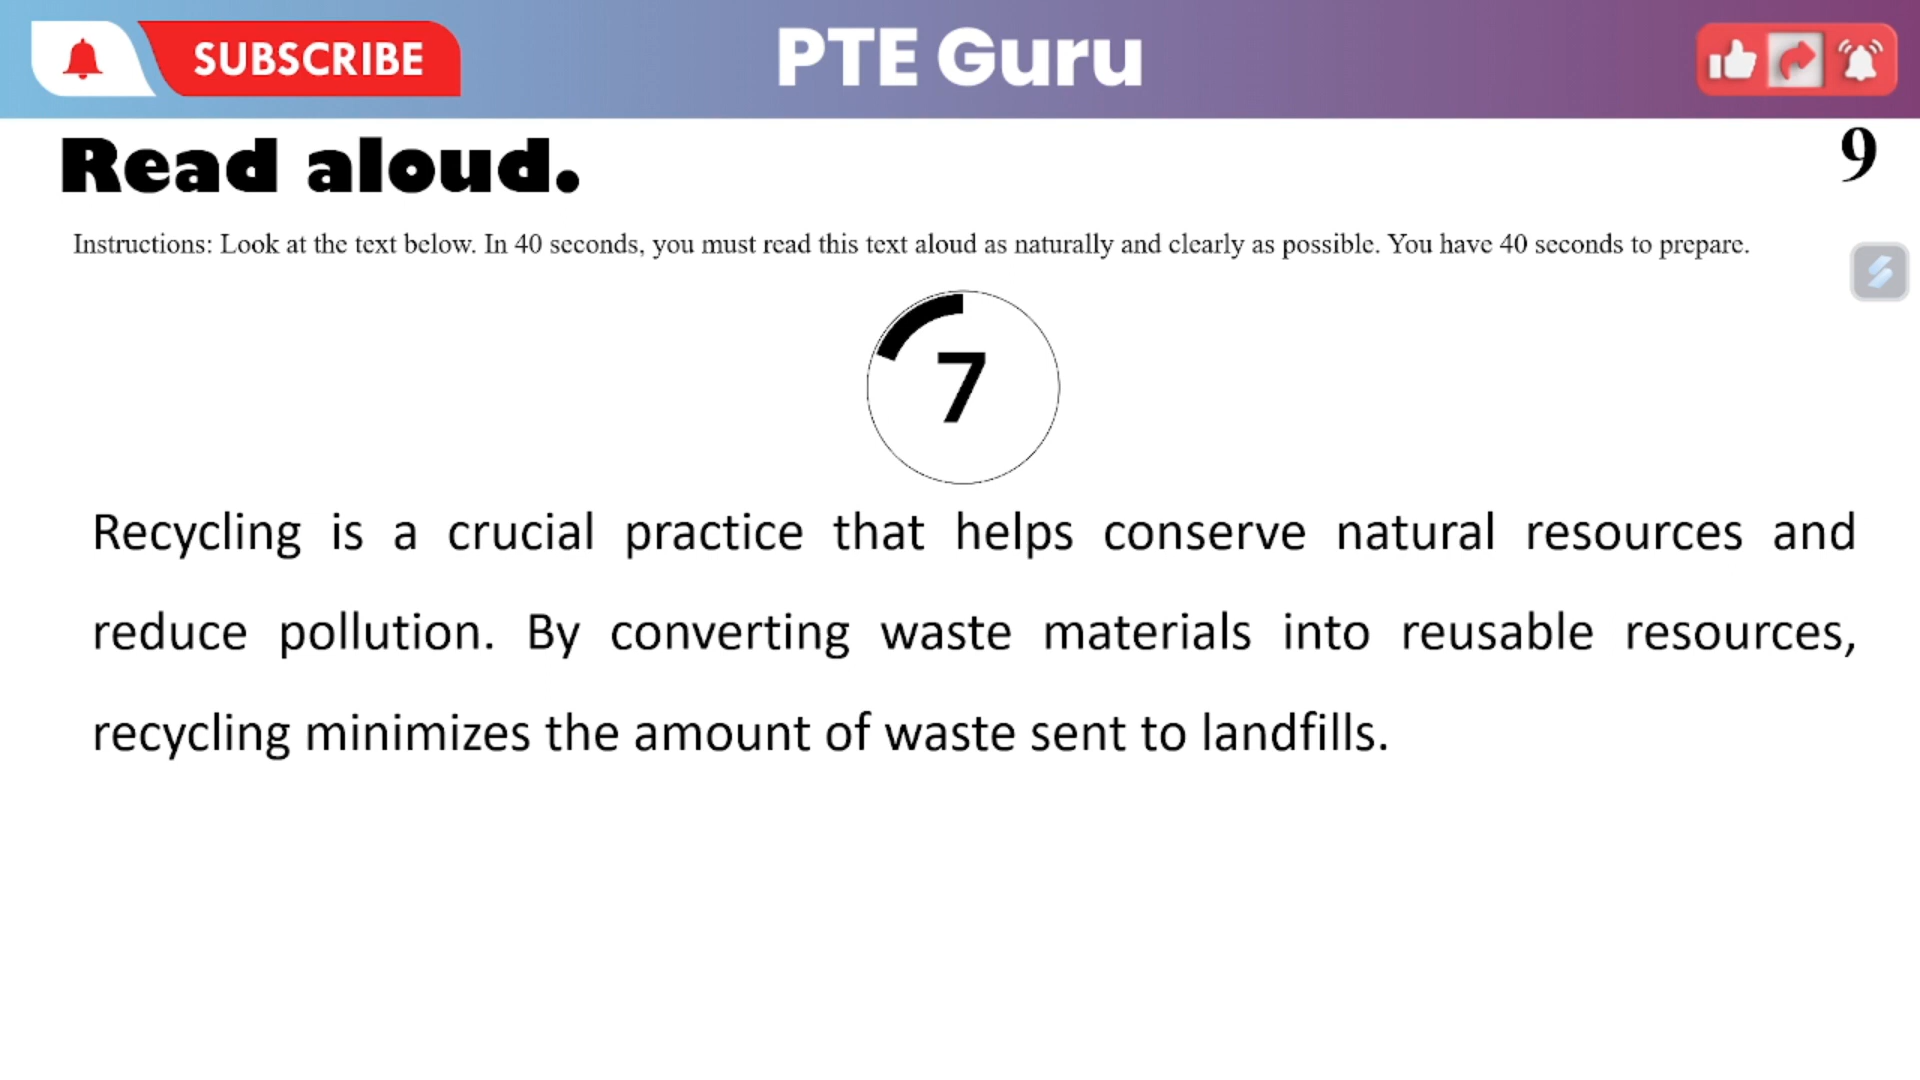 SUBSCRIBE
PTE Guru
Read aloud.
9
Instructions: Look at the text below. In 40 seconds, you must read this text aloud as naturally and clearly as possible. You have 40 seconds to prepare.
7
Recycling is a crucial practice that helps conserve natural resources and
reduce pollution. By converting waste materials into reusable resources,
recycling minimizes the amount of waste sent to landfills.